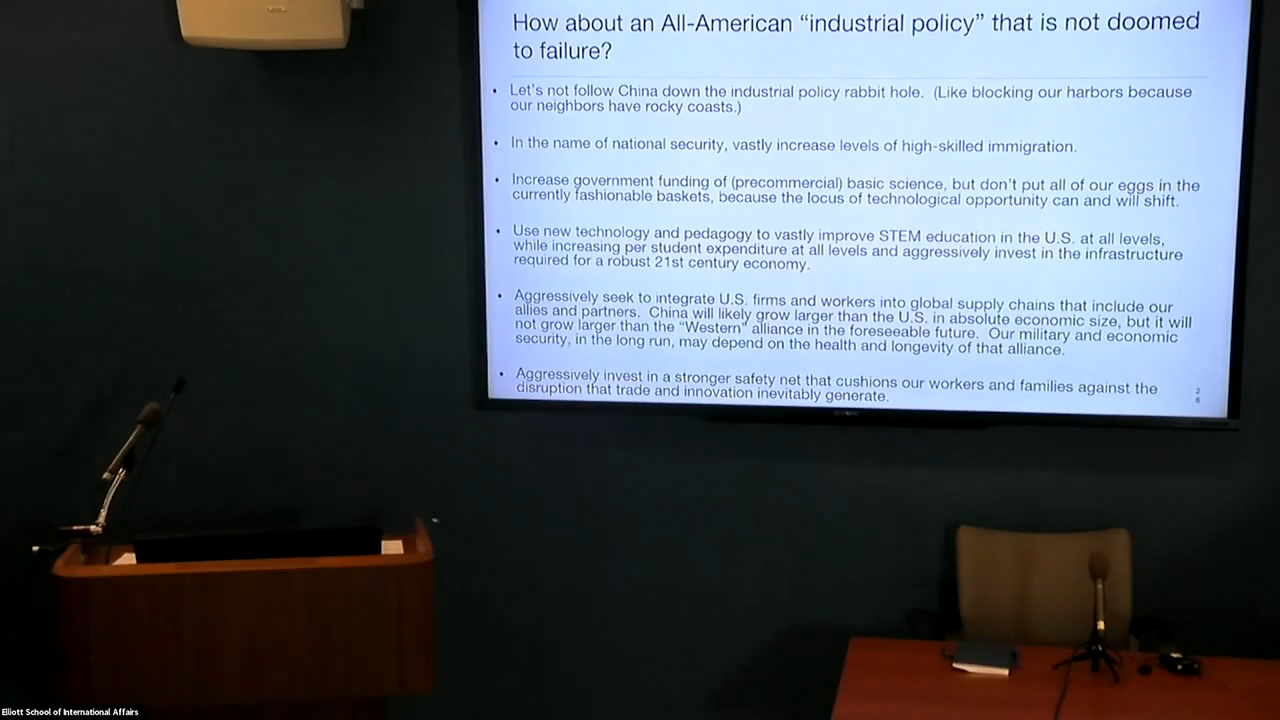 How about an All-American “industrial policy” that is not doomed
to failure?
• Let’s not follow China down the industrial policy rabbit hole.  (Like blocking our harbors because
our neighbors have rocky coasts.)
• In the name of national security, vastly increase levels of high-skilled immigration.
• Increase government funding of (precommercial) basic science, but don’t put all of our eggs in the
currently fashionable baskets, because the locus of technological opportunity can and will shift.
• Use new technology and pedagogy to vastly improve STEM education in the U.S. at all levels,
while increasing per student expenditure at all levels and aggressively invest in the infrastructure
required for a robust 21st century economy.
• Aggressively seek to integrate U.S. firms and workers into global supply chains that include our
allies and partners.  China will likely grow larger than the U.S. in absolute economic size, but it will
not grow larger than the “Western” alliance in the foreseeable future.  Our military and economic
security, in the long run, may depend on the health and longevity of that alliance.
• Aggressively invest in a stronger safety net that cushions our workers and families against the
disruption that trade and innovation inevitably generate.
2
6
Elliott School of International Affairs